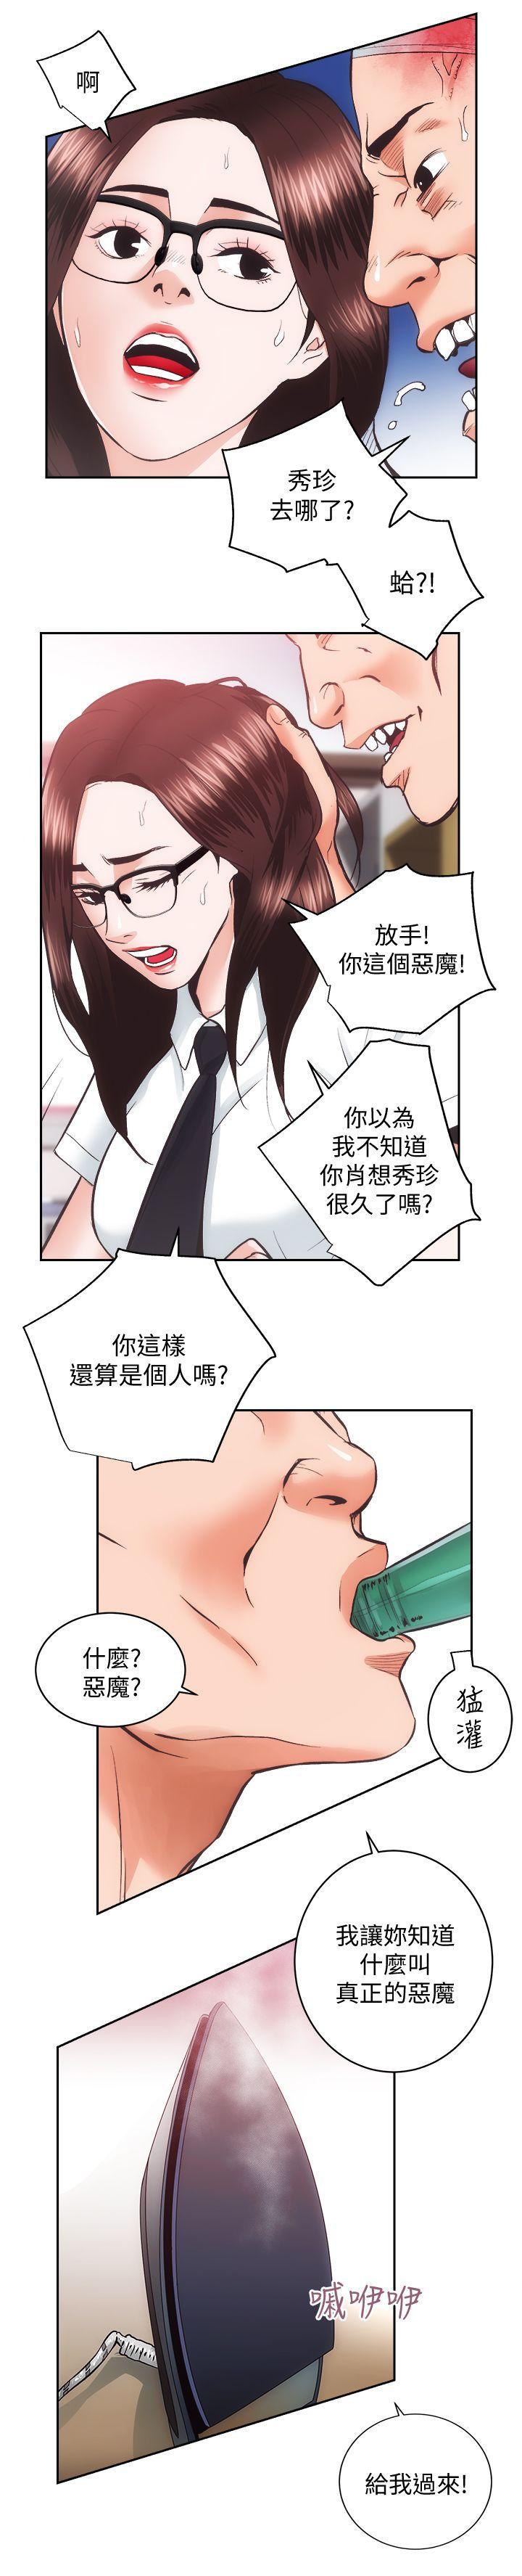 啊
秀珍
去哪了?
蛤?!
放手!
你這個惡魔!
你以為
我不知道
你肖想秀珍
很久了嗎?
你這樣
還算是個人嗎?
什麼?
惡魔?
猛灌
我讓妳知道
什麼叫
真正的惡魔
嘁咿咿
給我過來!